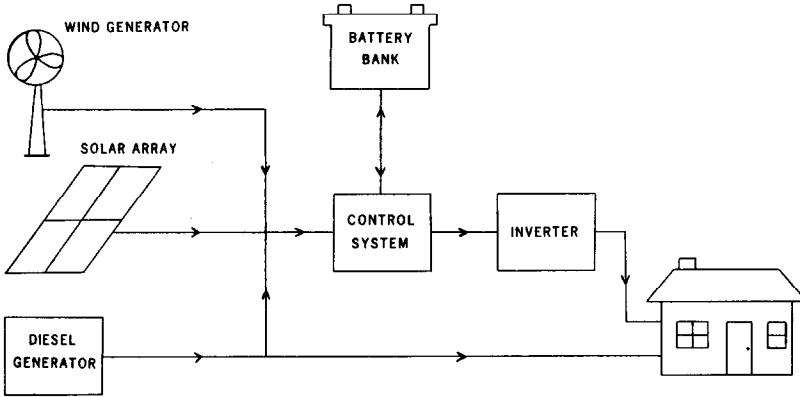 WIND GENERATOR
BATTERY
BANK
SOLAR ARRAY
CONTROL
SYSTEM
INVERTER
DIESEL
GENERATOR